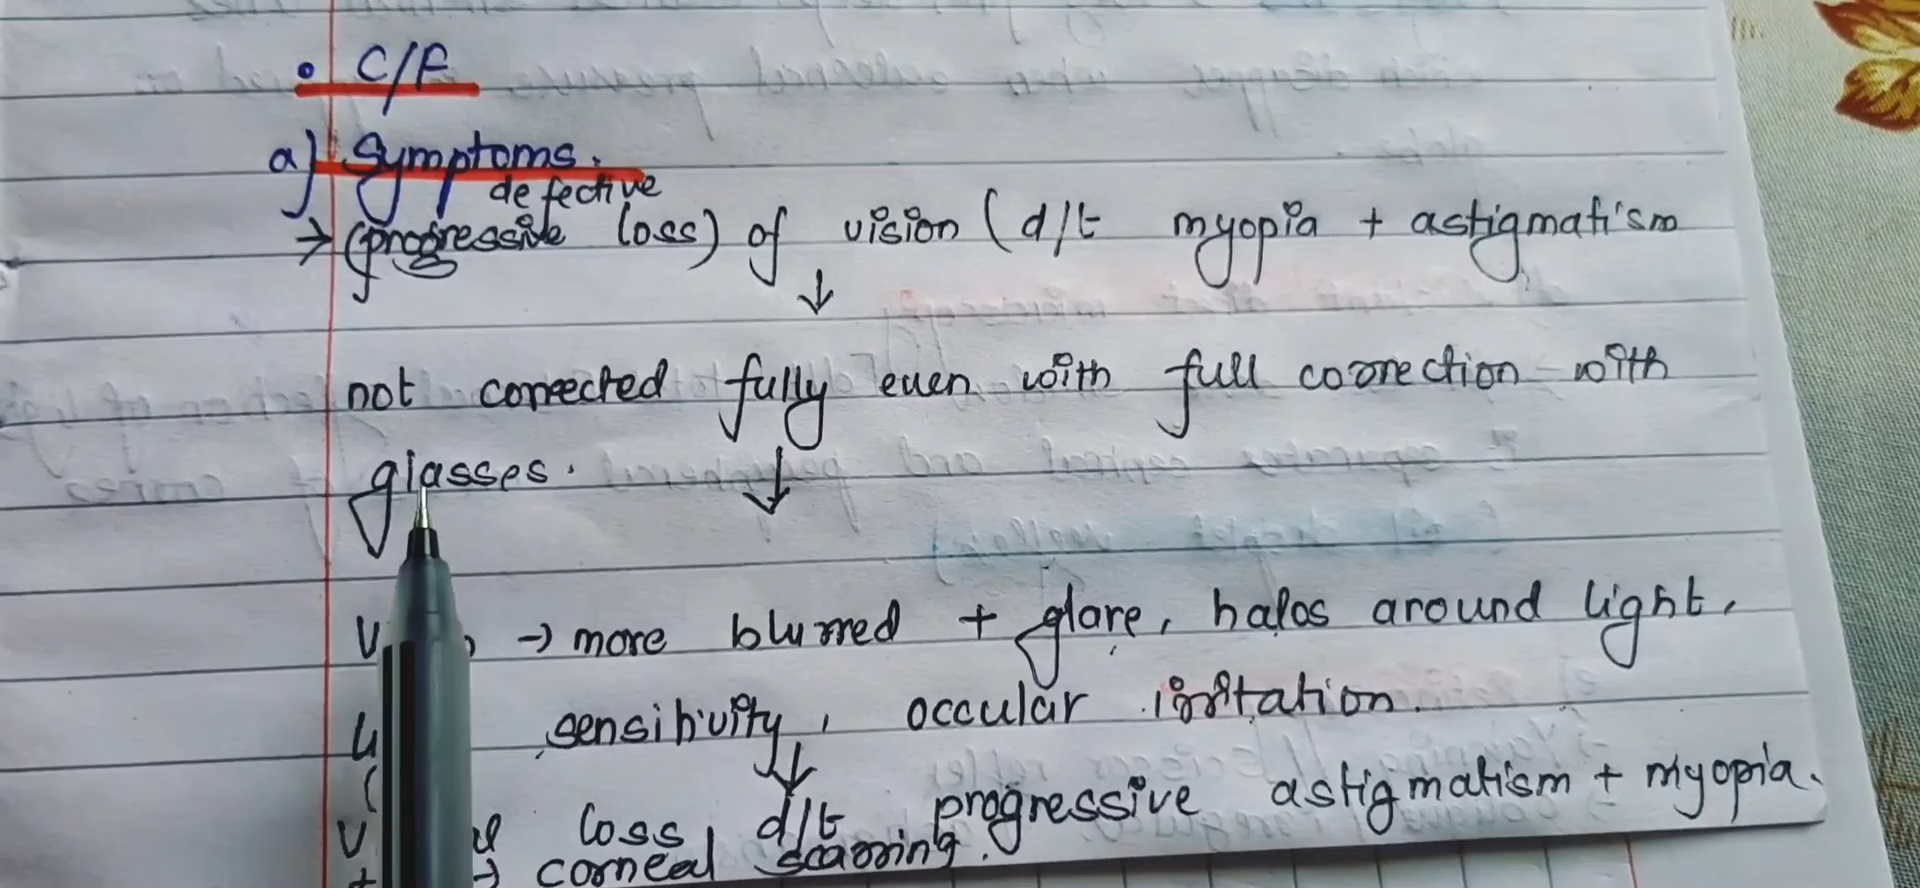 • C/F
a) Symptoms.
defective
→ (progressive loss) of vision (d/t myopia + astigmatism
↓
not corrected fully even with full correction with
glasses.
↓
→ more blurred + glare, halos around light,
sensitivity, occular irritation.
↓
loss d/t progressive astigmatism + myopia.
→ corneal scarring.